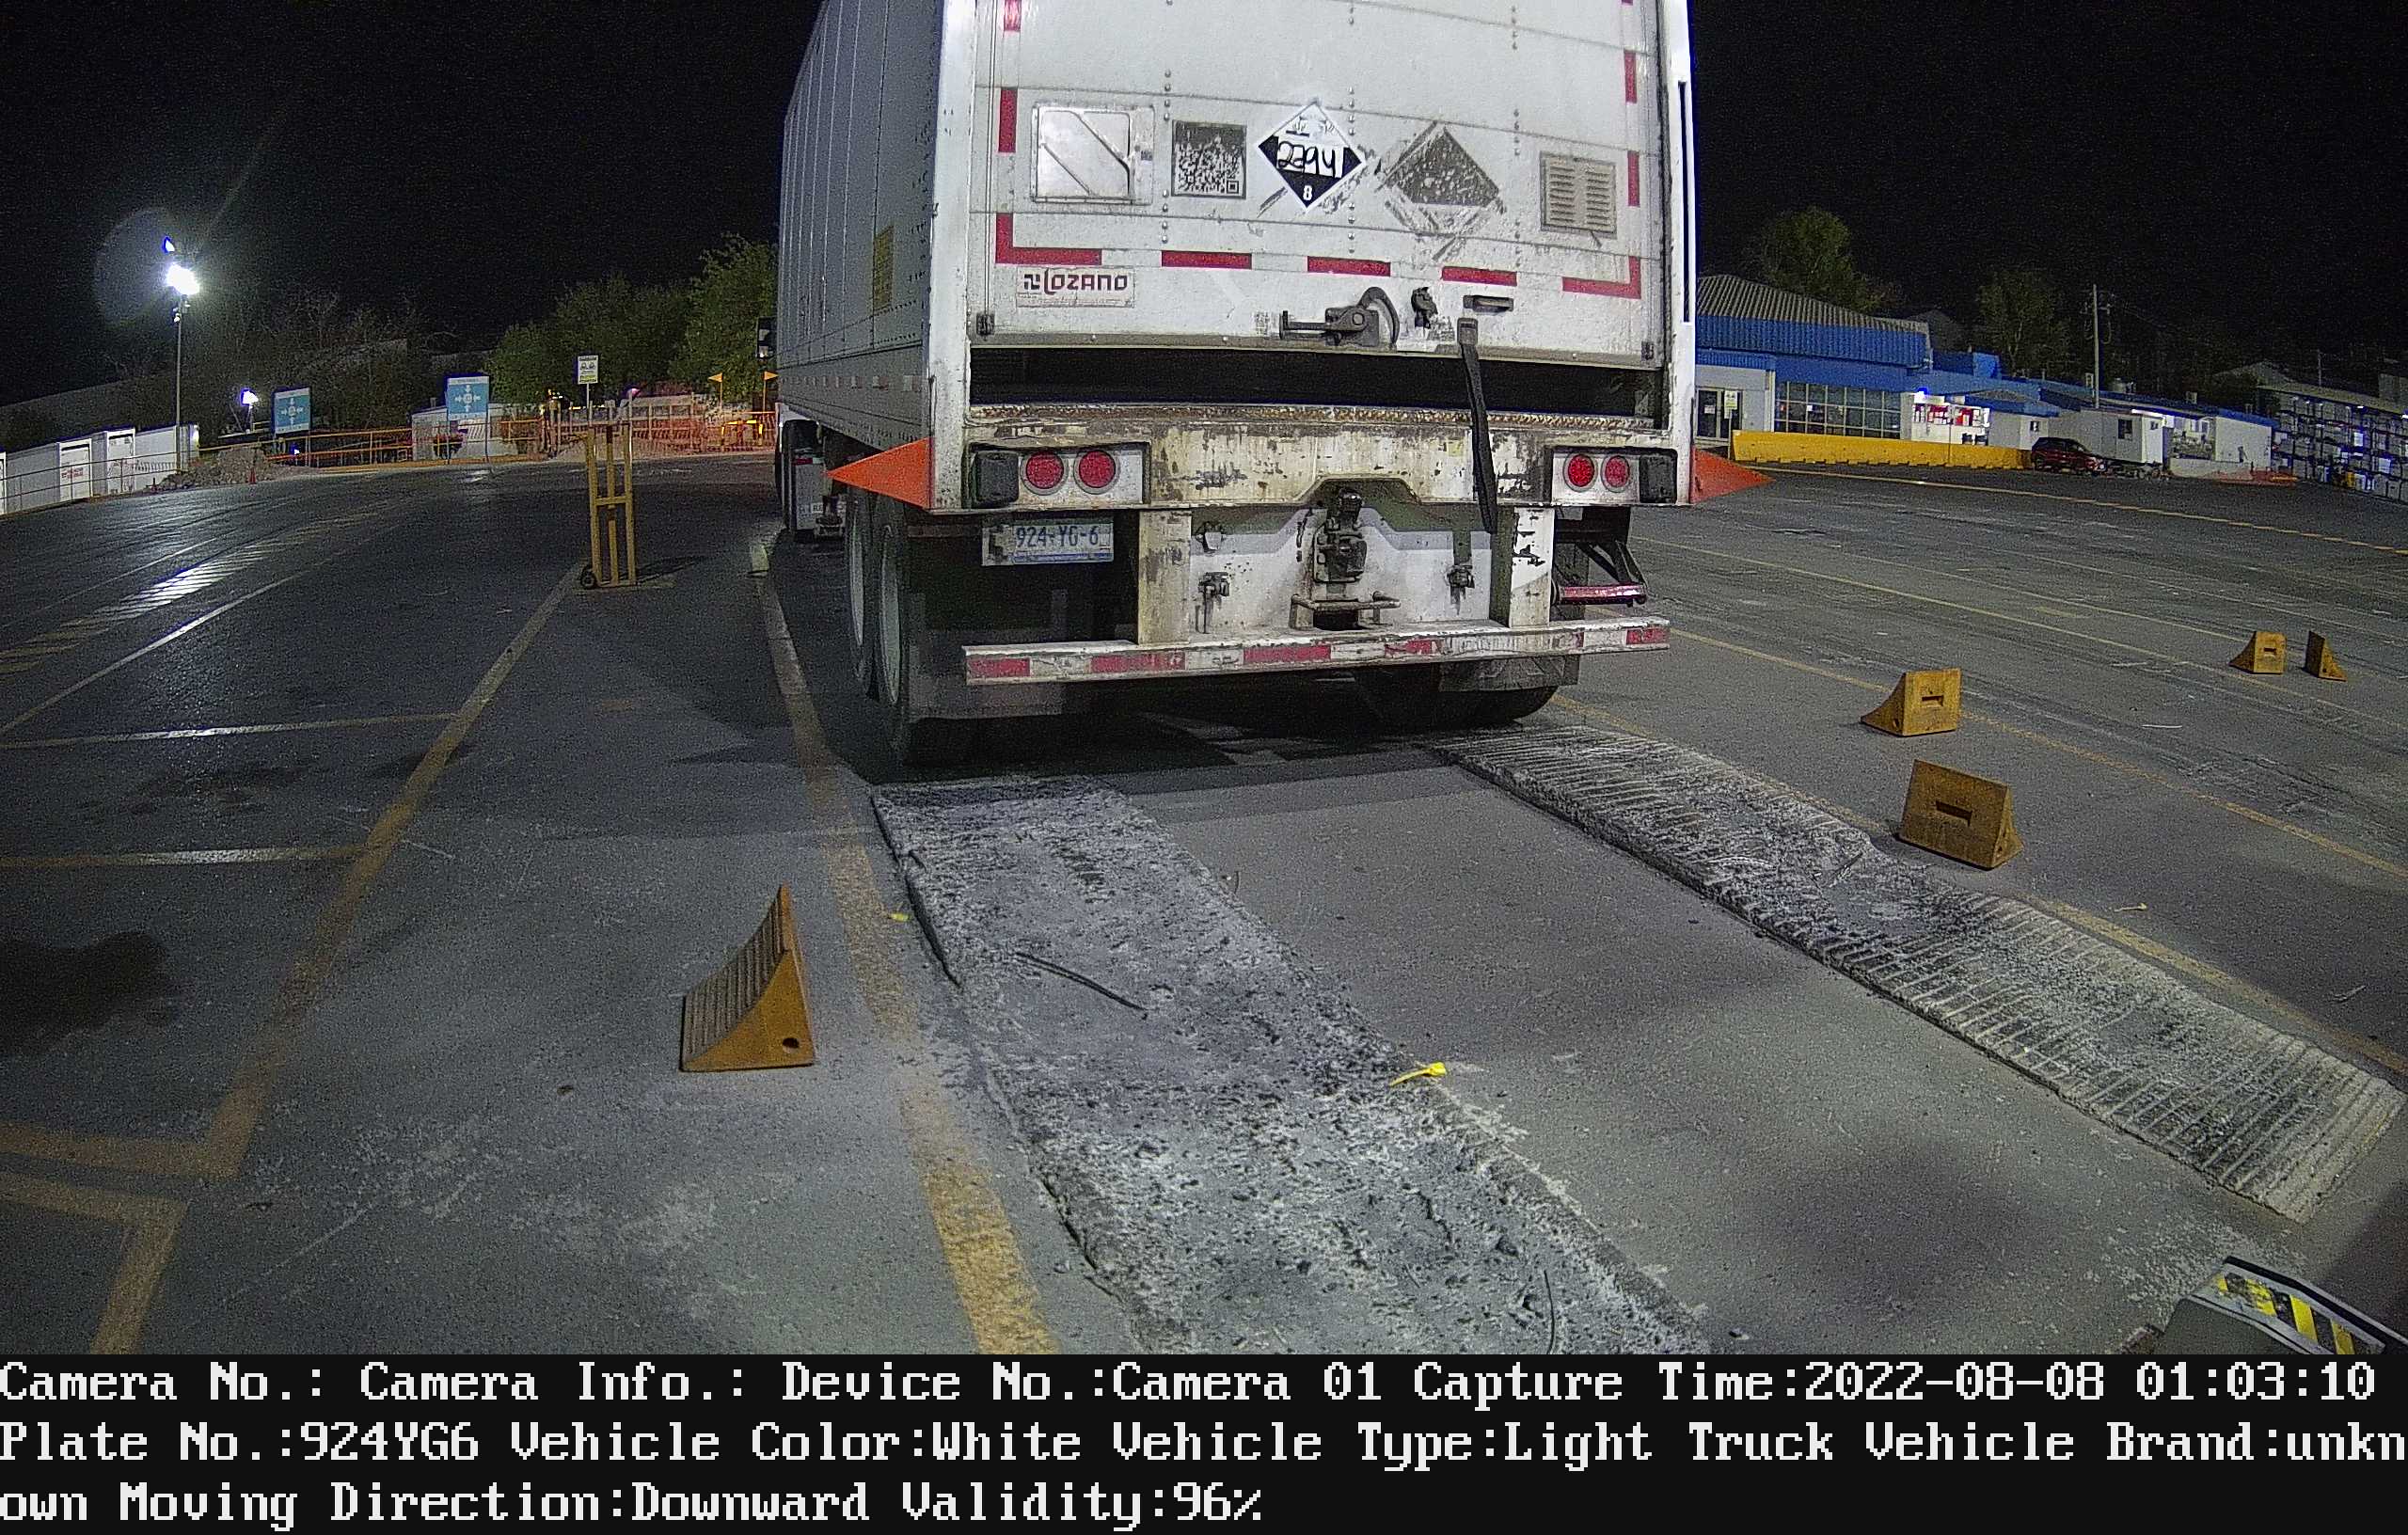 8
LOZANO
924-YG-6
Camera No.: Camera Info.: Device No.:Camera 01 Capture Time:2022-08-08 01:03:10
Plate No.:924YG6 Vehicle Color:White Vehicle Type:Light Truck Vehicle Brand:unkn
own Moving Direction:Downward Validity:96%